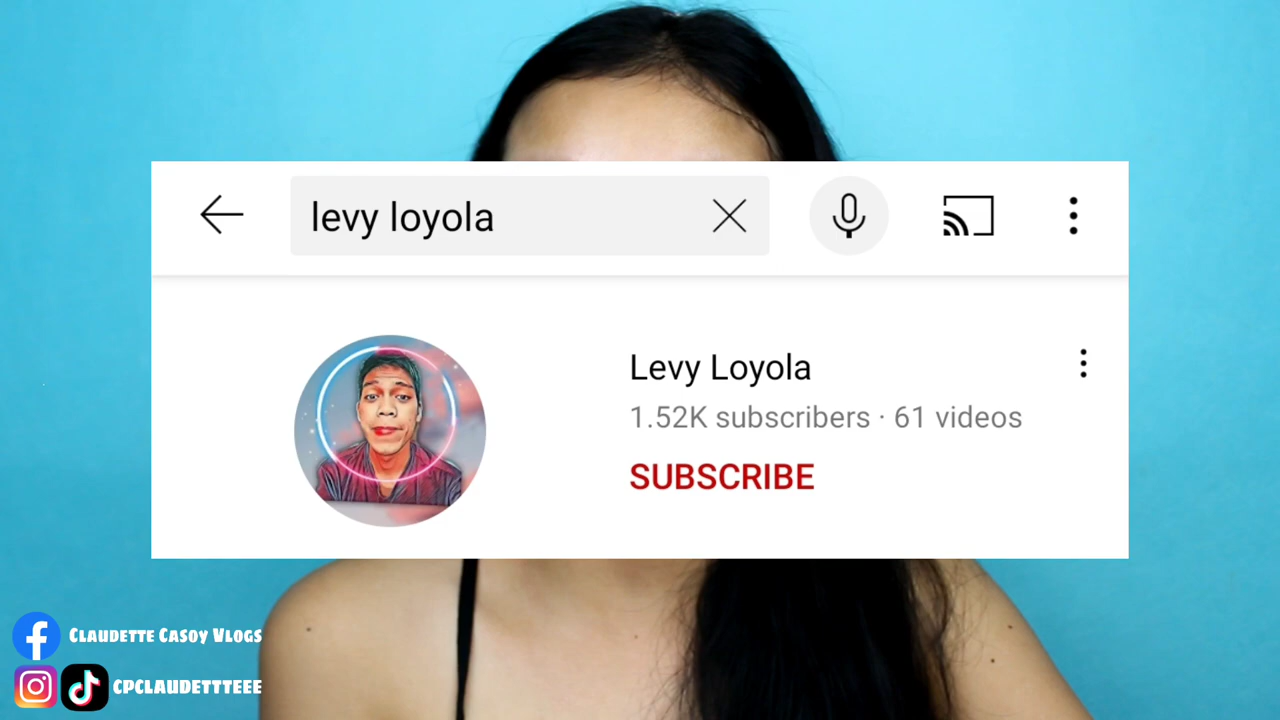 levy loyola
Levy Loyola
1.52K subscribers · 61 videos
SUBSCRIBE
Claudette Casoy Vlogs
cpclaudettteee